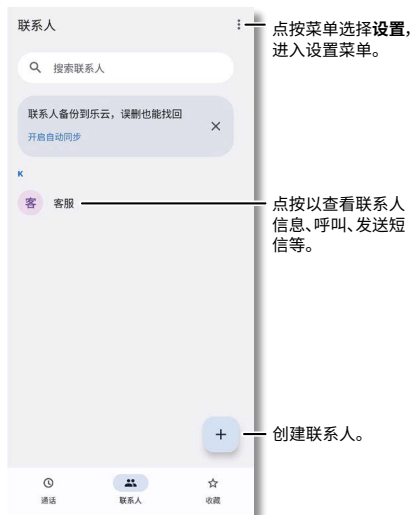 联系人
点按菜单选择设置，
进入设置菜单。
搜索联系人
联系人备份到乐云，误删也能找回
开启自动同步
K
客 客服
点按以查看联系人
信息、呼叫、发送短
信等。
创建联系人。
通话 联系人 收藏